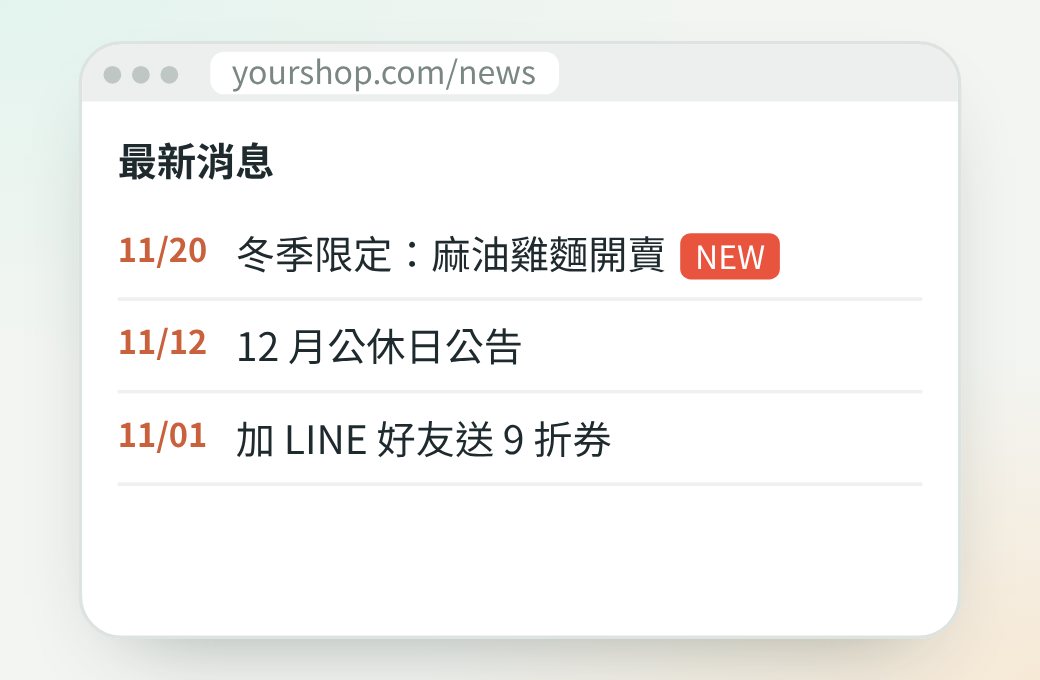 yourshop.com/news
最新消息
11/20 冬季限定：麻油雞麵開賣 NEW
11/12 12 月公休日公告
11/01 加 LINE 好友送 9 折券